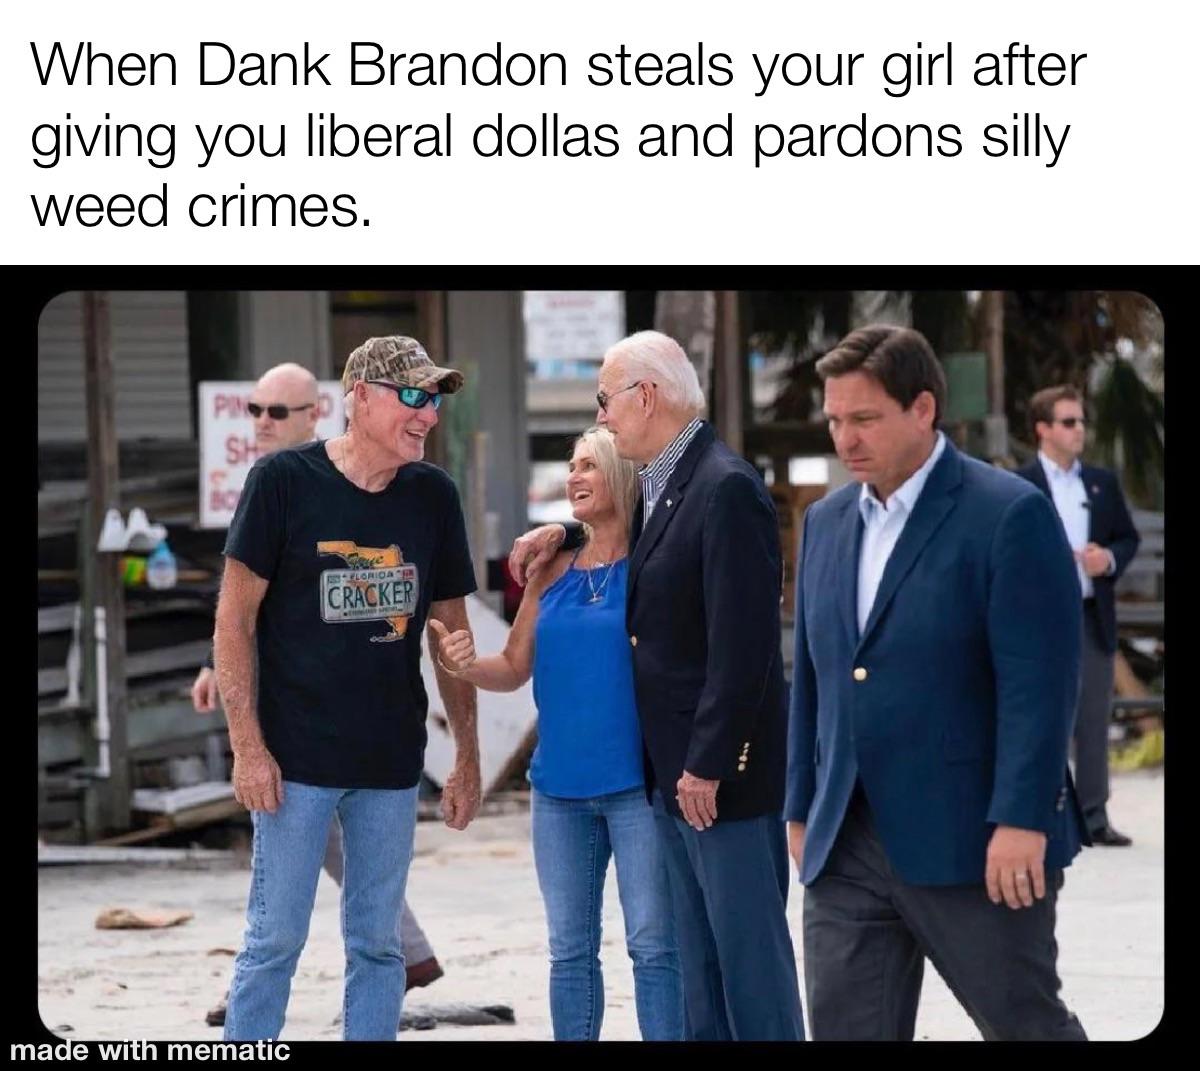 When Dank Brandon steals your girl after
giving you liberal dollas and pardons silly
weed crimes.
SH
FLORIDA
CRACKER
made with mematic